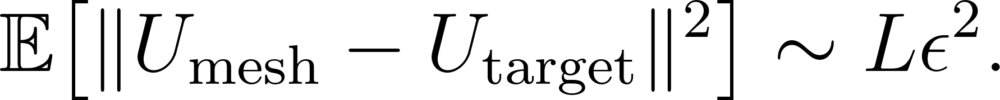 𝔼[‖U_mesh − U_target‖²] ∼ Lϵ².